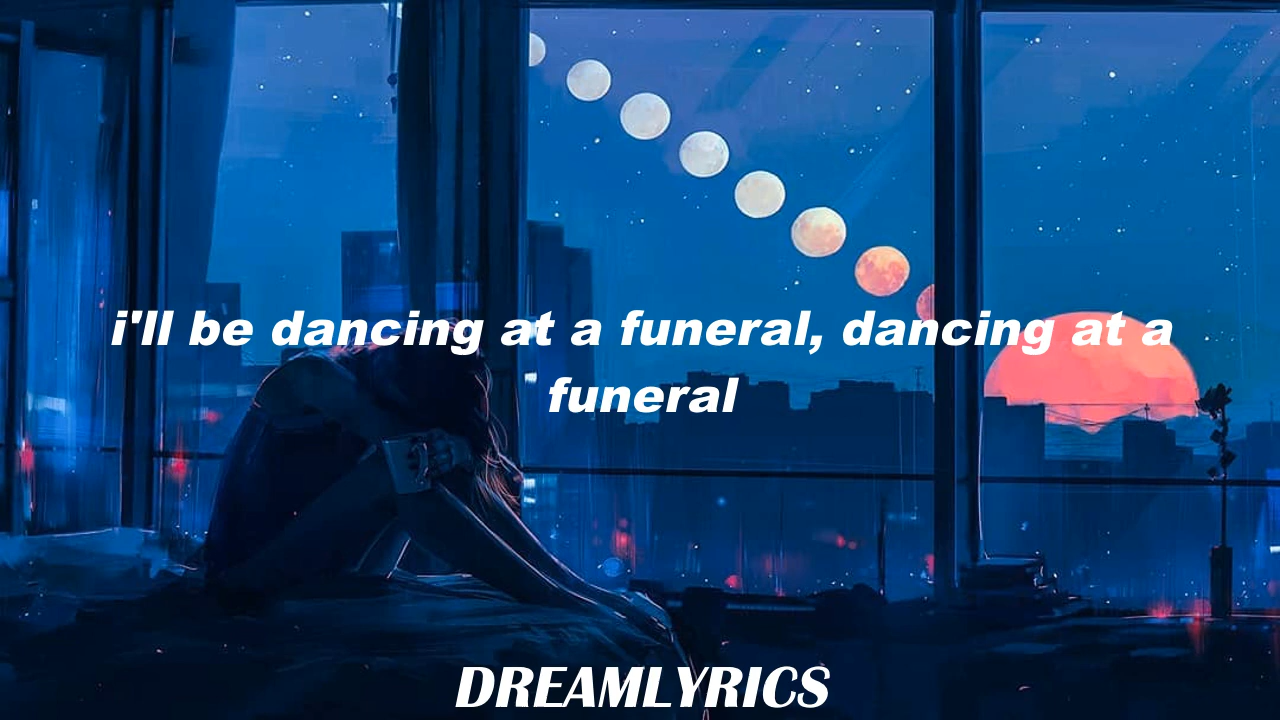 i'll be dancing at a funeral, dancing at a
funeral
DREAMLYRICS